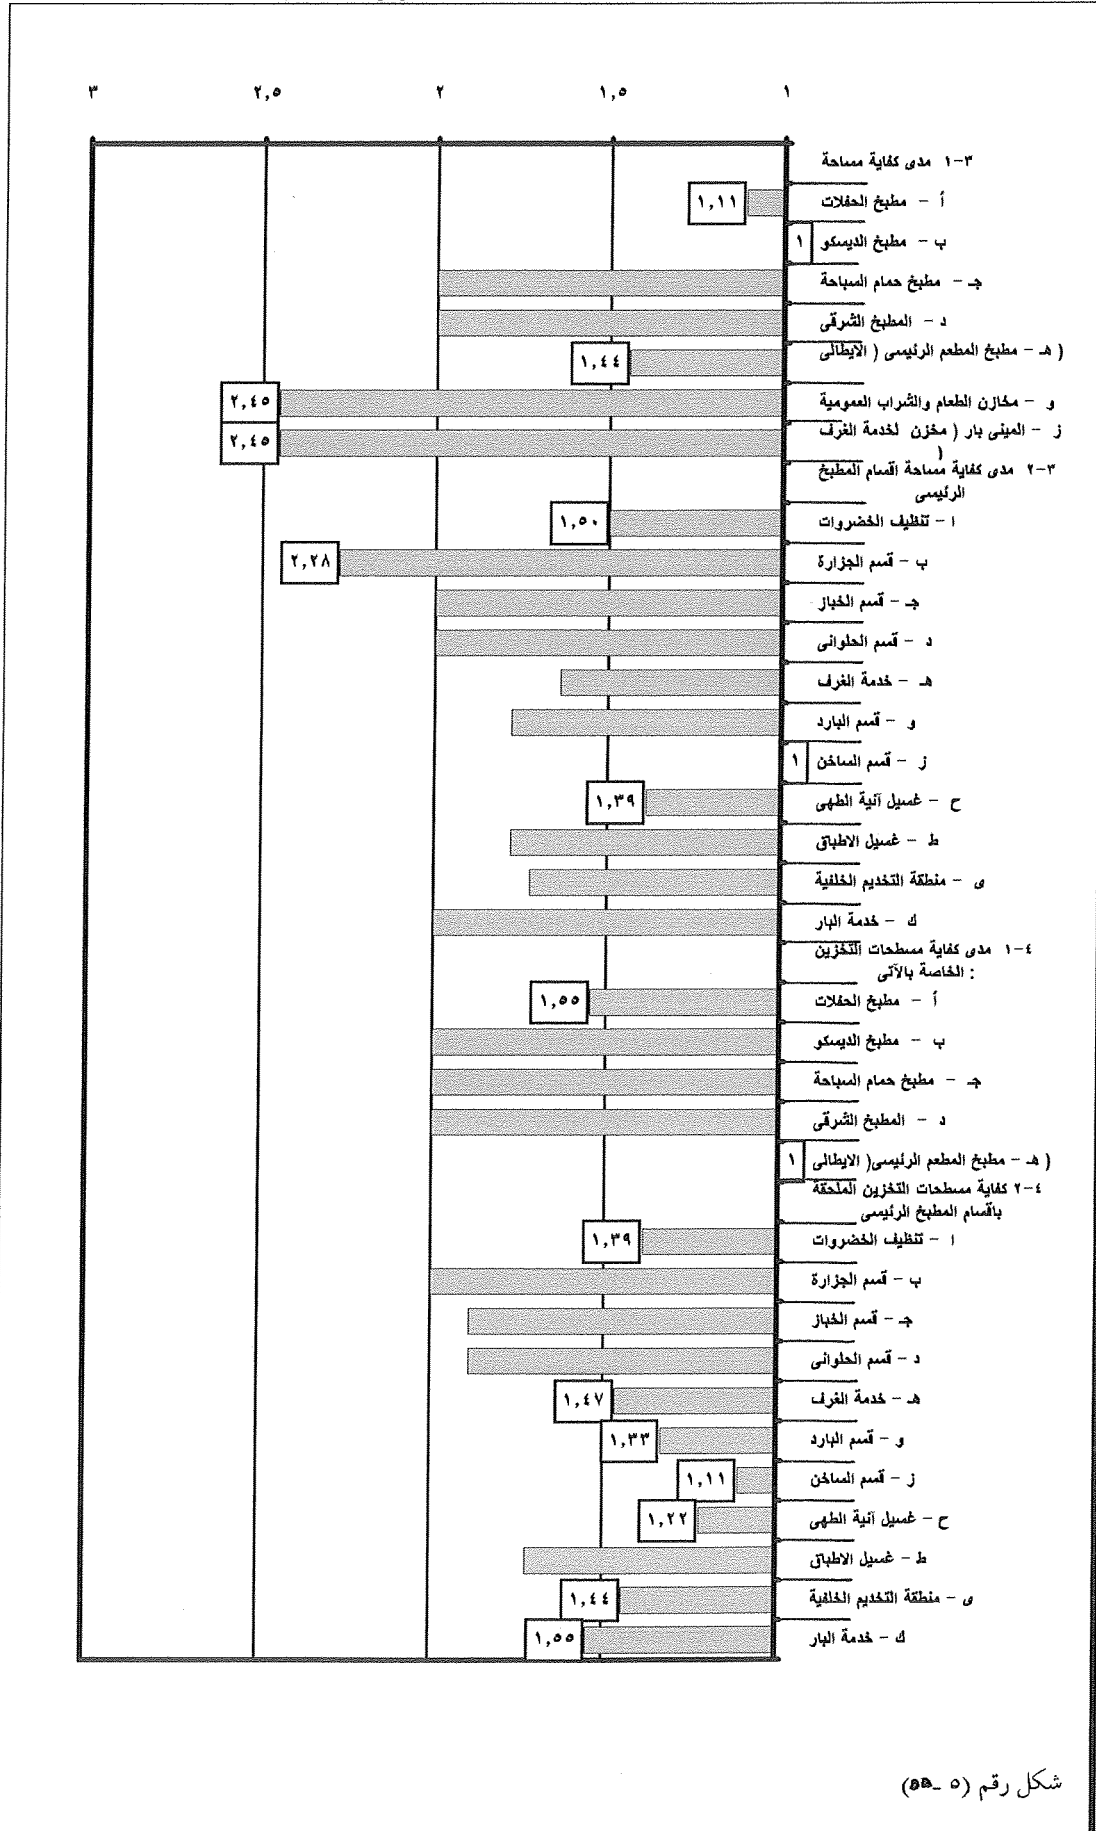 ١ ١,٥ ٢ ٢,٥ ٣
٣-١ مدى كفاية مساحة
أ - مطبخ الحفلات ١,١١
ب - مطبخ الديسكو ١
جـ - مطبخ حمام السباحة
د - المطبخ الشرقى
هـ - مطبخ المطعم الرئيسى ( الايطالى ) ١,٤٤
و - مخازن الطعام والشراب العمومية ٢,٤٥
ز - المينى بار ( مخزن لخدمة الغرف ٢,٤٥
)
٣-٢ مدى كفاية مساحة اقسام المطبخ
الرئيسى
ا - تنظيف الخضروات ١,٥٠
ب - قسم الجزارة ٢,٢٨
جـ - قسم الخباز
د - قسم الحلوانى
هـ - خدمة الغرف
و - قسم البارد
ز - قسم الساخن ١
ح - غسيل آنية الطهى ١,٣٩
ط - غسيل الاطباق
ى - منطقة التخديم الخلفية
ك - خدمة البار
٤-١ مدى كفاية مسطحات التخزين
الخاصة بالآتى :
أ - مطبخ الحفلات ١,٥٥
ب - مطبخ الديسكو
جـ - مطبخ حمام السباحة
د - المطبخ الشرقى
هـ - مطبخ المطعم الرئيسى( الايطالى ) ١
٤-٢ كفاية مسطحات التخزين الملحقة
باقسام المطبخ الرئيسى
ا - تنظيف الخضروات ١,٣٩
ب - قسم الجزارة
جـ - قسم الخباز
د - قسم الحلوانى
هـ - خدمة الغرف ١,٤٧
و - قسم البارد ١,٣٣
ز - قسم الساخن ١,١١
ح - غسيل آنية الطهى ١,٢٢
ط - غسيل الاطباق
ى - منطقة التخديم الخلفية ١,٤٤
ك - خدمة البار ١,٥٥
شكل رقم (٥ -٥٥)